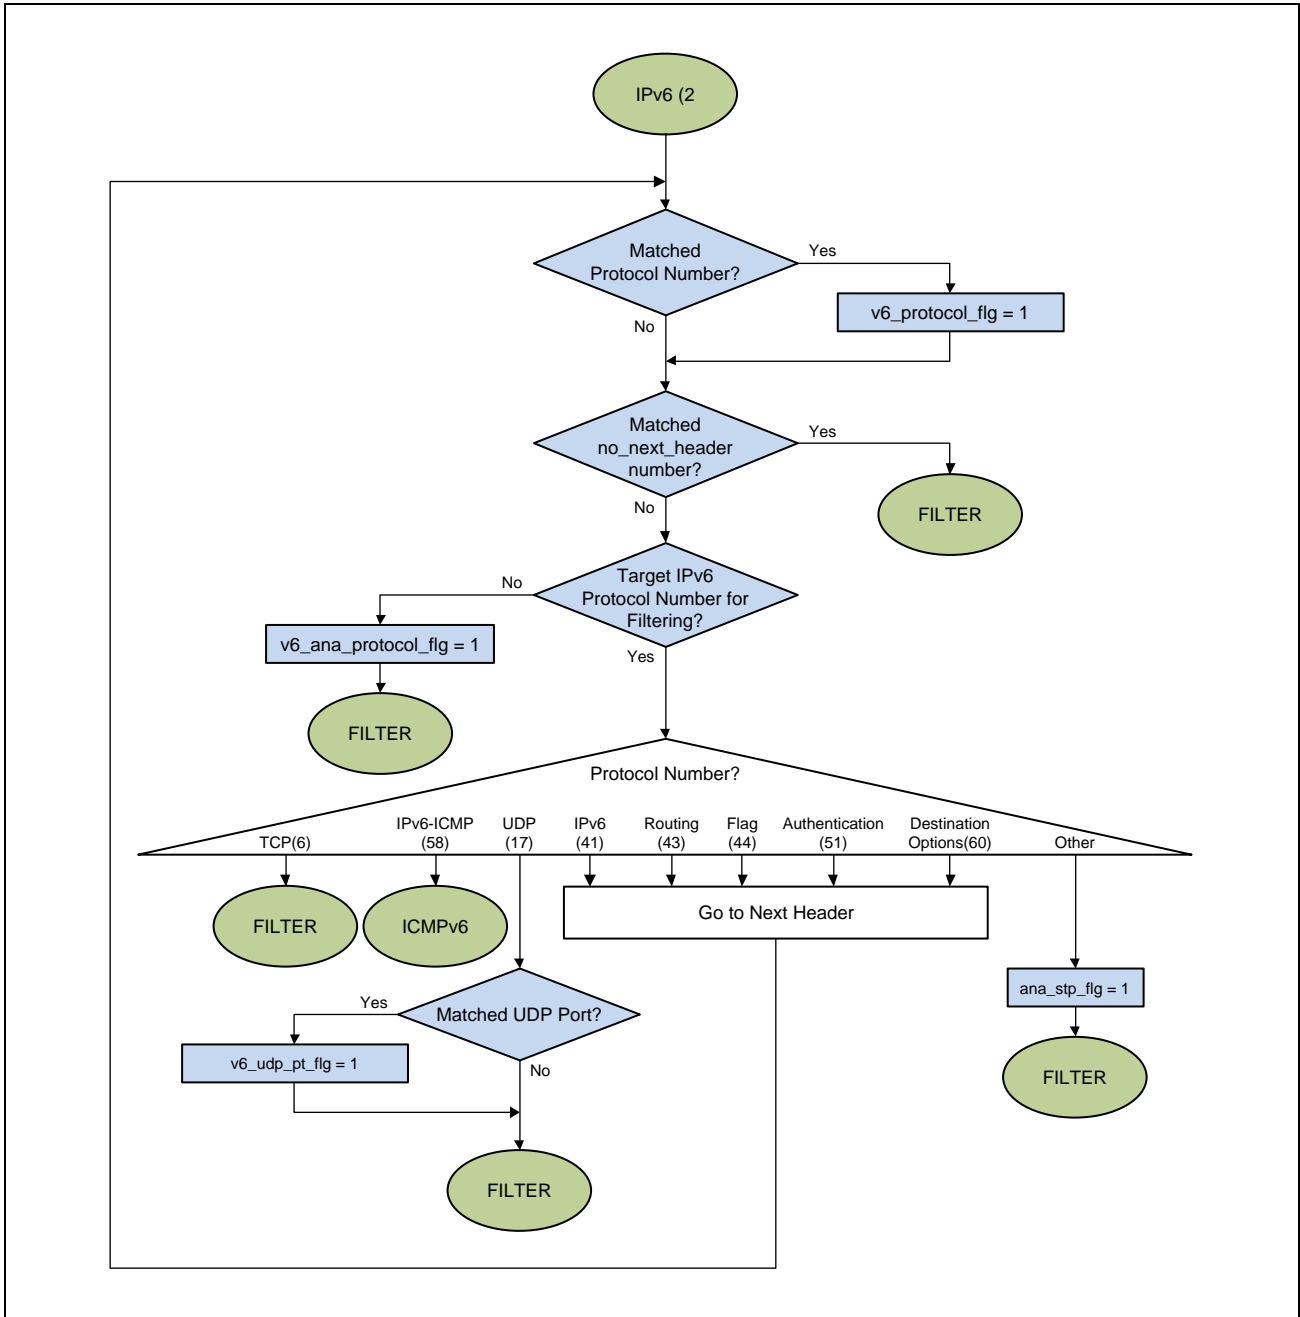 IPv6 (2
Matched
Protocol Number?
Yes
v6_protocol_flg = 1
No
Matched
no_next_header
number?
Yes
FILTER
No
Target IPv6
Protocol Number for
Filtering?
No
v6_ana_protocol_flg = 1
FILTER
Yes
Protocol Number?
TCP(6)
IPv6-ICMP
(58)
UDP
(17)
IPv6
(41)
Routing
(43)
Flag
(44)
Authentication
(51)
Destination
Options(60)
Other
FILTER
ICMPv6
Go to Next Header
ana_stp_flg = 1
FILTER
Matched UDP Port?
Yes
v6_udp_pt_flg = 1
No
FILTER